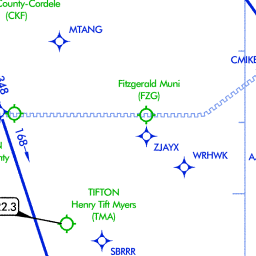 County-Cordele
(CKF)
MTANG
CMIKE
Fitzgerald Muni
(FZG)
348
168
ZJAYX
WRHWK
N
nty
A
TIFTON
Henry Tift Myers
(TMA)
2.3
SBRRR